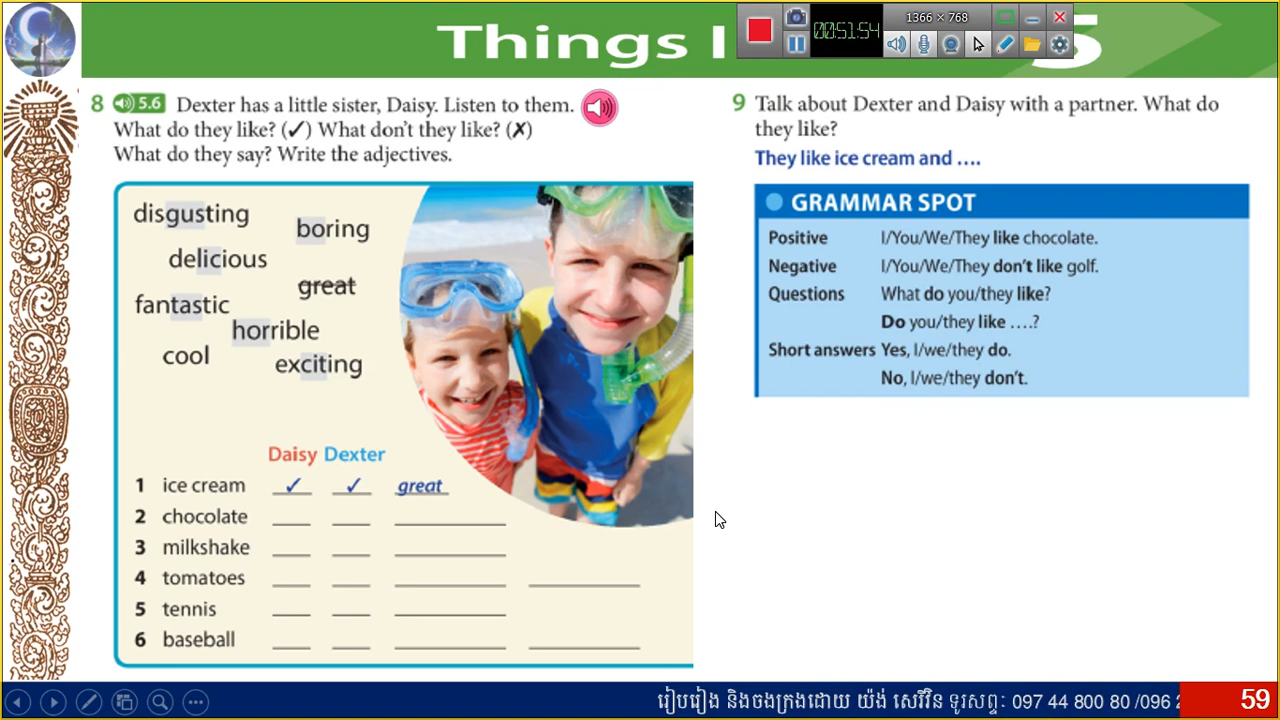 Things I
5
00:51:54
1366 × 768
8 5.6 Dexter has a little sister, Daisy. Listen to them.
What do they like? (✓) What don't they like? (✗)
What do they say? Write the adjectives.
disgusting
boring
delicious
great
fantastic
horrible
cool
exciting
Daisy Dexter
1 ice cream ✓ ✓ great
2 chocolate
3 milkshake
4 tomatoes
5 tennis
6 baseball
9 Talk about Dexter and Daisy with a partner. What do
they like?
They like ice cream and ….
GRAMMAR SPOT
Positive I/You/We/They like chocolate.
Negative I/You/We/They don't like golf.
Questions What do you/they like?
Do you/they like ….?
Short answers Yes, I/we/they do.
No, I/we/they don't.
រៀបរៀង និងចងក្រងដោយ យ៉ង់ សេរីវិន ទូរសព្ទ: 097 44 800 80 /096 2
59